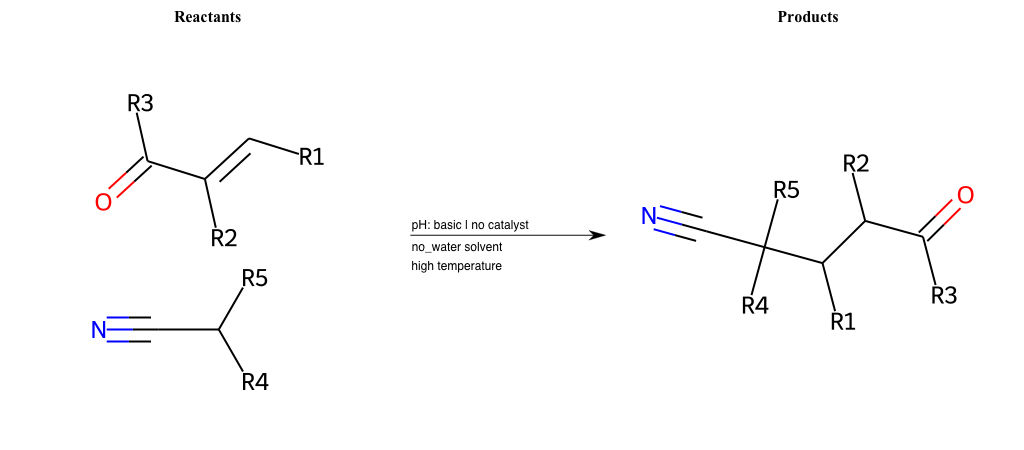 Reactants
Products
R3
R1
O
R2
R5
N
R4
pH: basic | no catalyst
no_water solvent
high temperature
R2
R5
O
N
R4
R3
R1